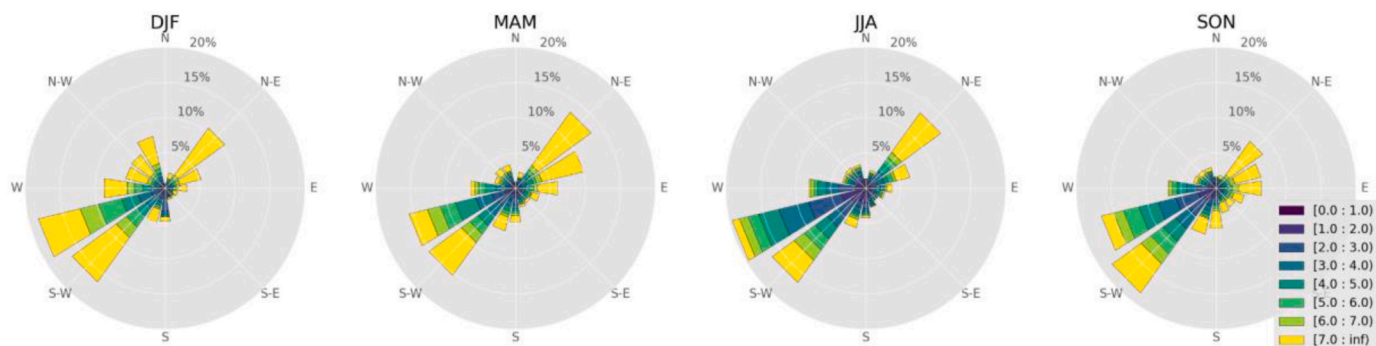 DJF
N
20%
15%
10%
5%
N-W
N-E
W
E
S-W
S-E
S
MAM
N
20%
15%
10%
5%
N-W
N-E
W
E
S-W
S-E
S
JJA
N
20%
15%
10%
5%
N-W
N-E
W
E
S-W
S-E
S
SON
N
20%
15%
10%
5%
N-W
N-E
W
E
S-W
S
[0.0 : 1.0)
[1.0 : 2.0)
[2.0 : 3.0)
[3.0 : 4.0)
[4.0 : 5.0)
[5.0 : 6.0)
[6.0 : 7.0)
[7.0 : inf)